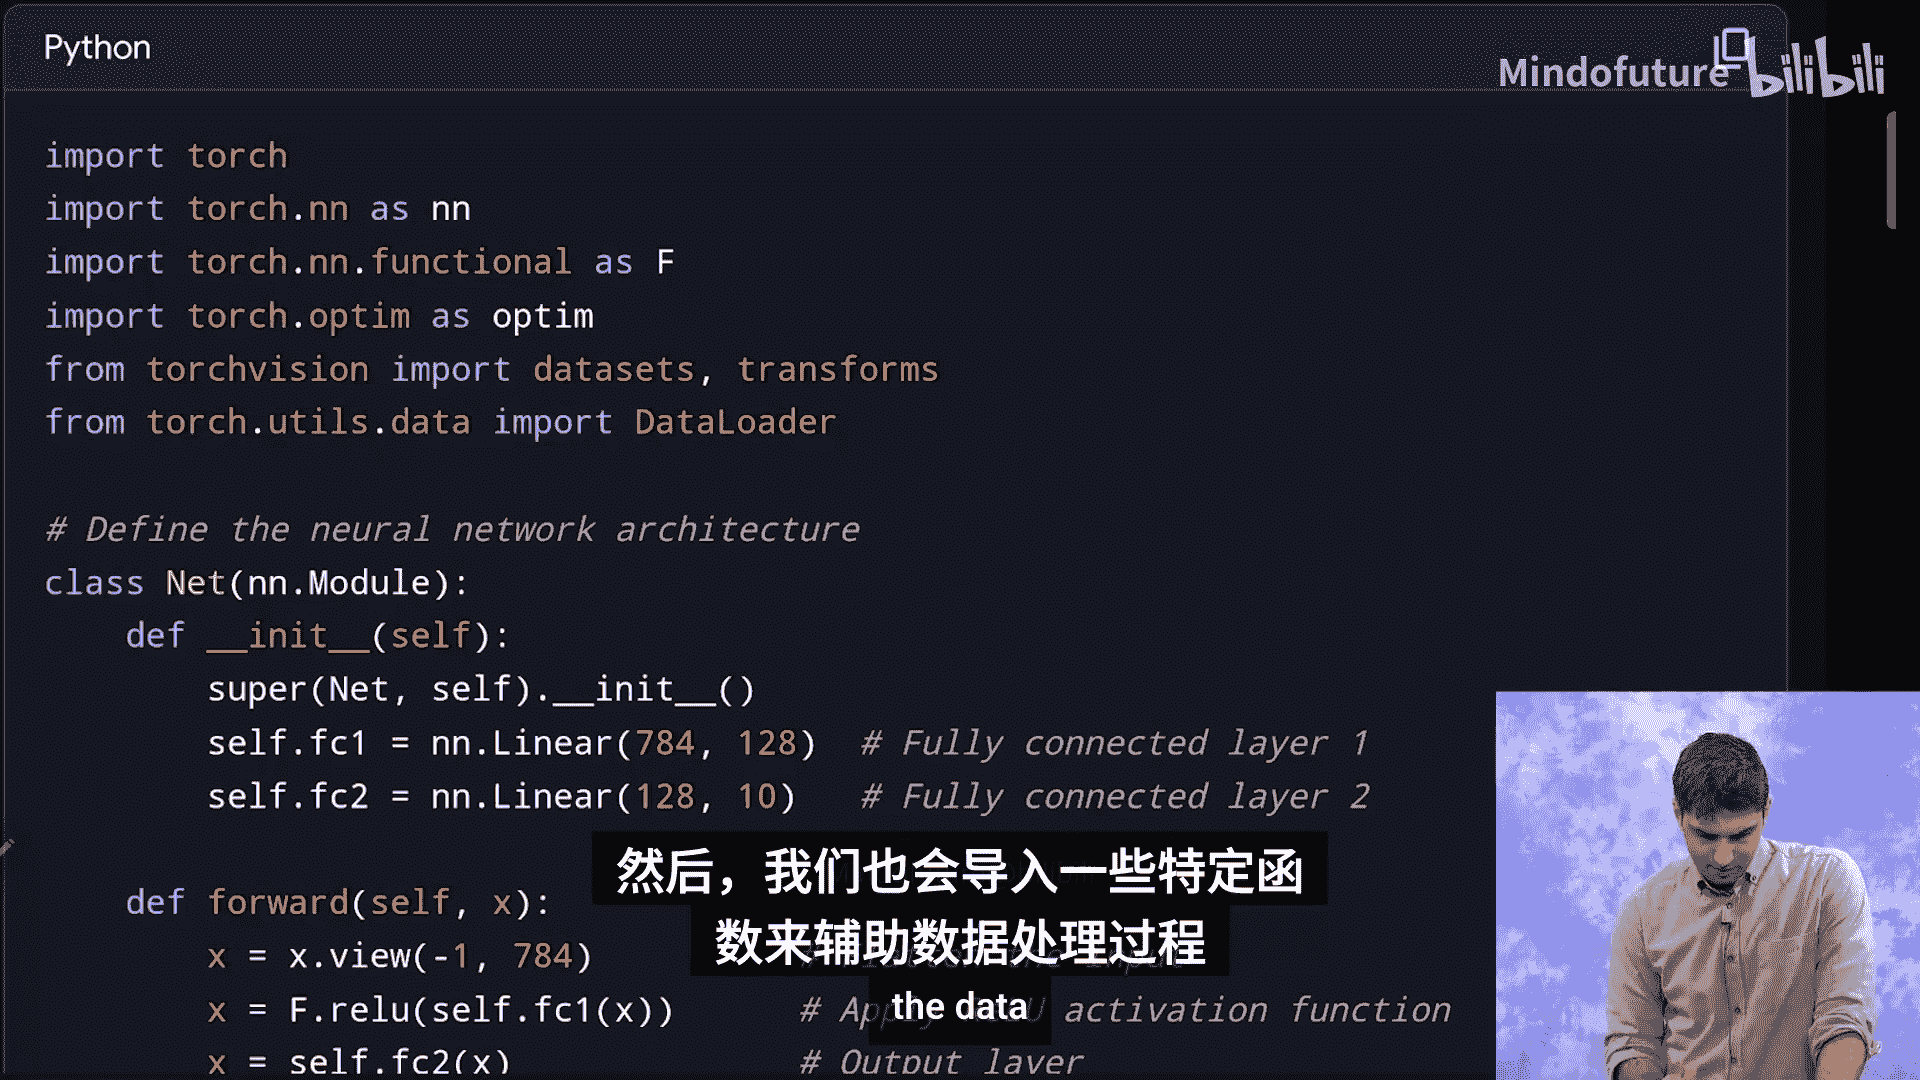 Python
Mindofuture bilibili
import torch
import torch.nn as nn
import torch.nn.functional as F
import torch.optim as optim
from torchvision import datasets, transforms
from torch.utils.data import DataLoader
# Define the neural network architecture
class Net(nn.Module):
def __init__(self):
super(Net, self).__init__()
self.fc1 = nn.Linear(784, 128) # Fully connected layer 1
self.fc2 = nn.Linear(128, 10) # Fully connected layer 2
def forward(self, x):
x = x.view(-1, 784)
x = F.relu(self.fc1(x)) # activation function
x = self.fc2(x) # Output layer
然后，我们也会导入一些特定函
数来辅助数据处理过程
the data